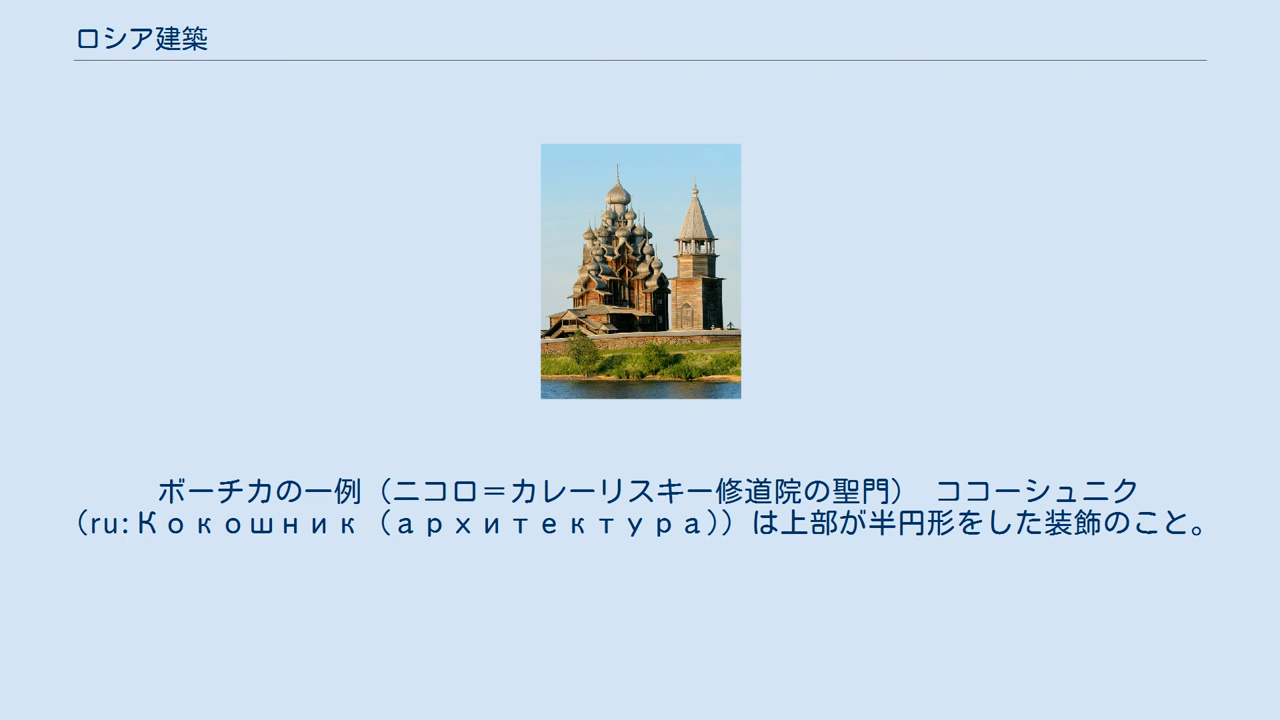 ロシア建築
ボーチカの一例（ニコロ＝カレーリスキー修道院の聖門）　ココーシュニク
（ru:Кокошник（архитектура））は上部が半円形をした装飾のこと。